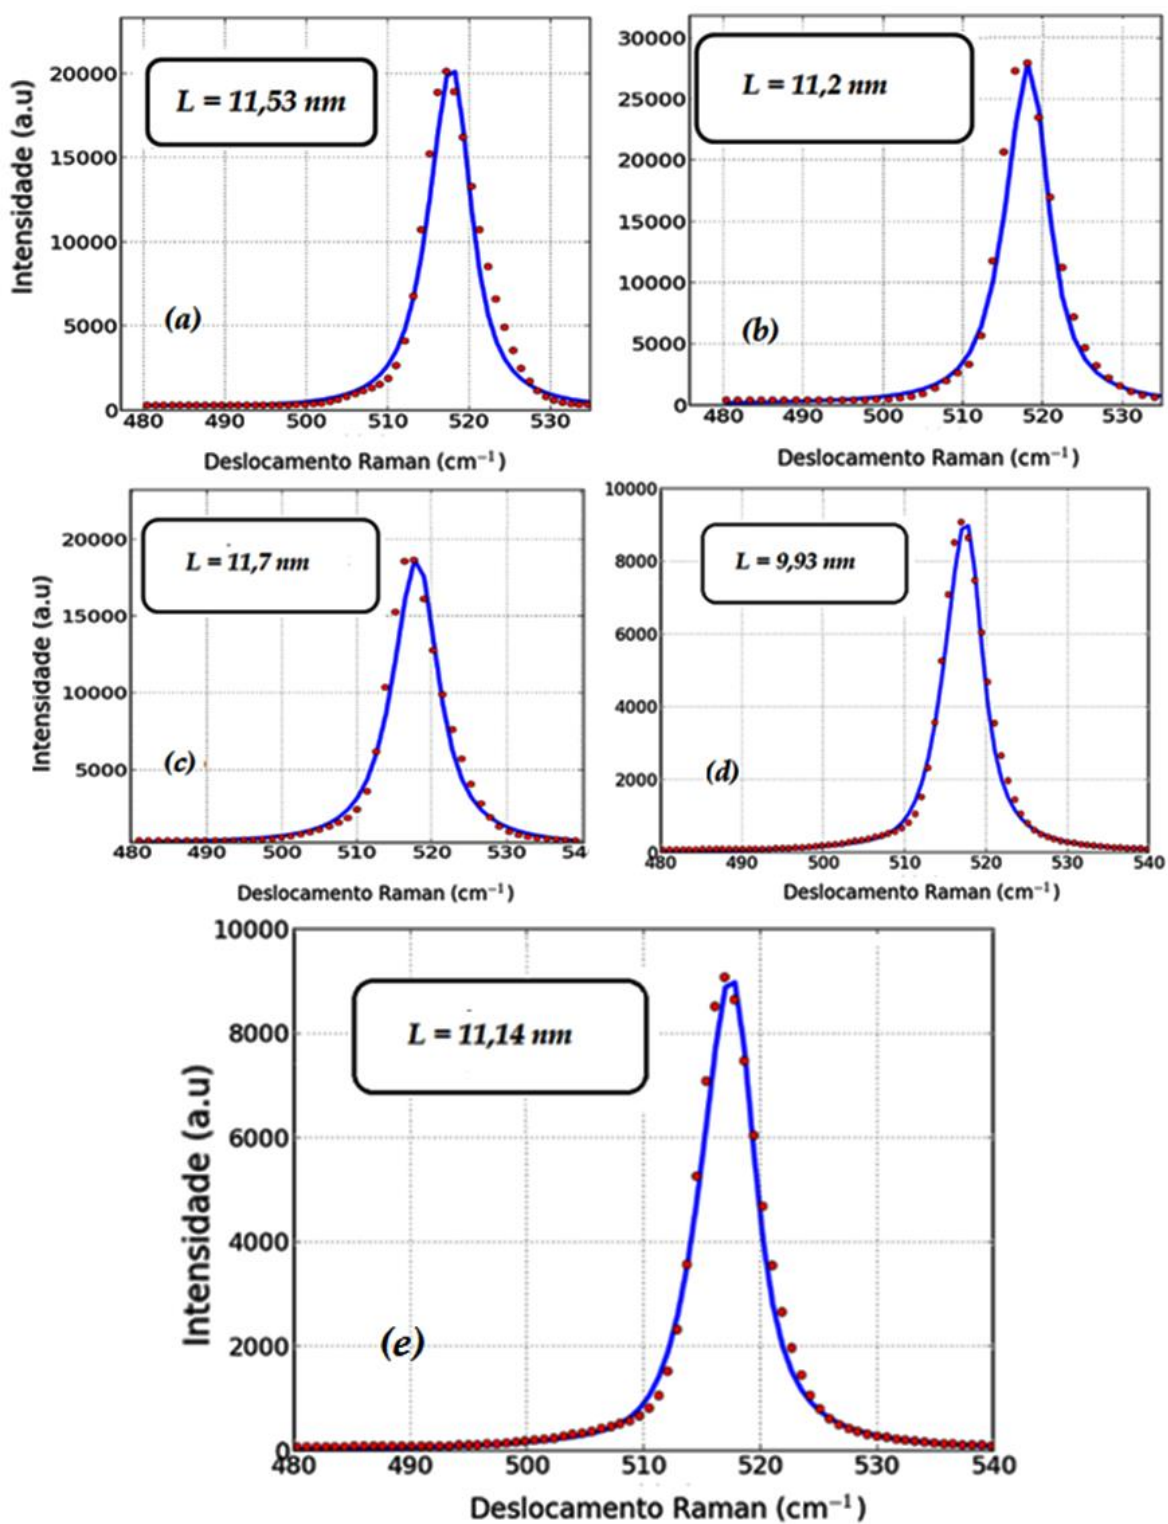 L = 11,53 nm
Intensidade (a.u)
20000
15000
10000
5000
0
(a)
480 490 500 510 520 530
Deslocamento Raman (cm⁻¹)
L = 11,2 nm
30000
25000
20000
15000
10000
5000
0
(b)
480 490 500 510 520 530
Deslocamento Raman (cm⁻¹)
L = 11,7 nm
Intensidade (a.u)
20000
15000
10000
5000
(c)
480 490 500 510 520 530 54
Deslocamento Raman (cm⁻¹)
L = 9,93 nm
10000
8000
6000
4000
2000
0
(d)
480 490 500 510 520 530 540
Deslocamento Raman (cm⁻¹)
L = 11,14 nm
Intensidade (a.u)
10000
8000
6000
4000
2000
0
(e)
480 490 500 510 520 530 540
Deslocamento Raman (cm⁻¹)